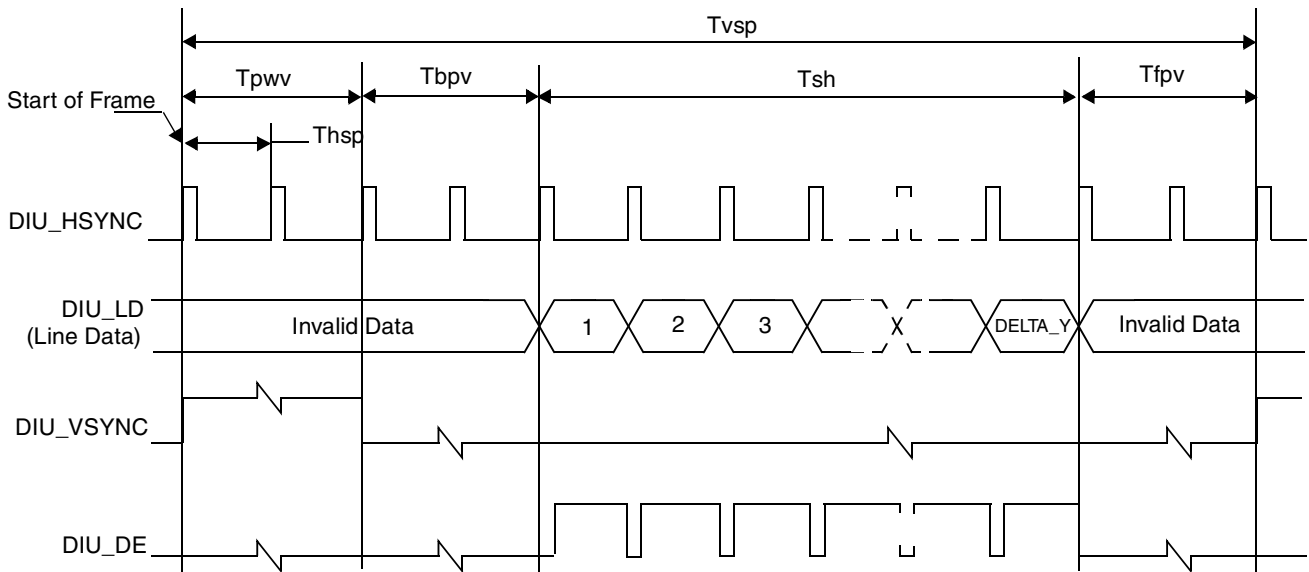 Tvsp
Tpwv
Tbpv
Tsh
Tfpv
Start of Frame
Thsp
DIU_HSYNC
DIU_LD
(Line Data)
Invalid Data
1
2
3
DELTA_Y
Invalid Data
DIU_VSYNC
DIU_DE